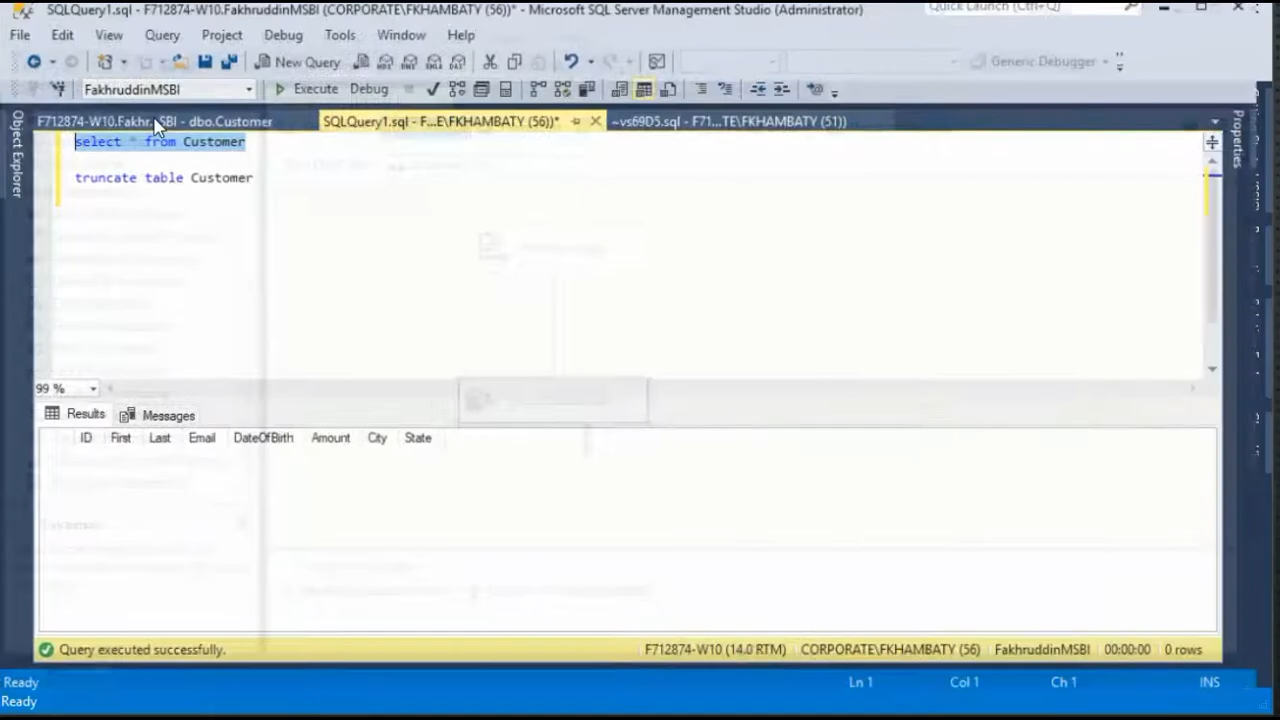 SQLQuery1.sql - F712874-W10.FakhruddinMSBI (CORPORATE\FKHAMBATY (56))* - Microsoft SQL Server Management Studio (Administrator)
Quick Launch (Ctrl+Q)
File Edit View Query Project Debug Tools Window Help
New Query
Generic Debugger
FakhruddinMSBI
Execute Debug
F712874-W10.Fakhr...SBI - dbo.Customer
SQLQuery1.sql - F...E\FKHAMBATY (56))*
~vs69D5.sql - F71...TE\FKHAMBATY (51))
Object Explorer
Properties
select * from Customer
truncate table Customer
99 %
Results Messages
ID First Last Email DateOfBirth Amount City State
Query executed successfully.
F712874-W10 (14.0 RTM) CORPORATE\FKHAMBATY (56) FakhruddinMSBI 00:00:00 0 rows
Ready Ln 1 Col 1 Ch 1 INS
Ready